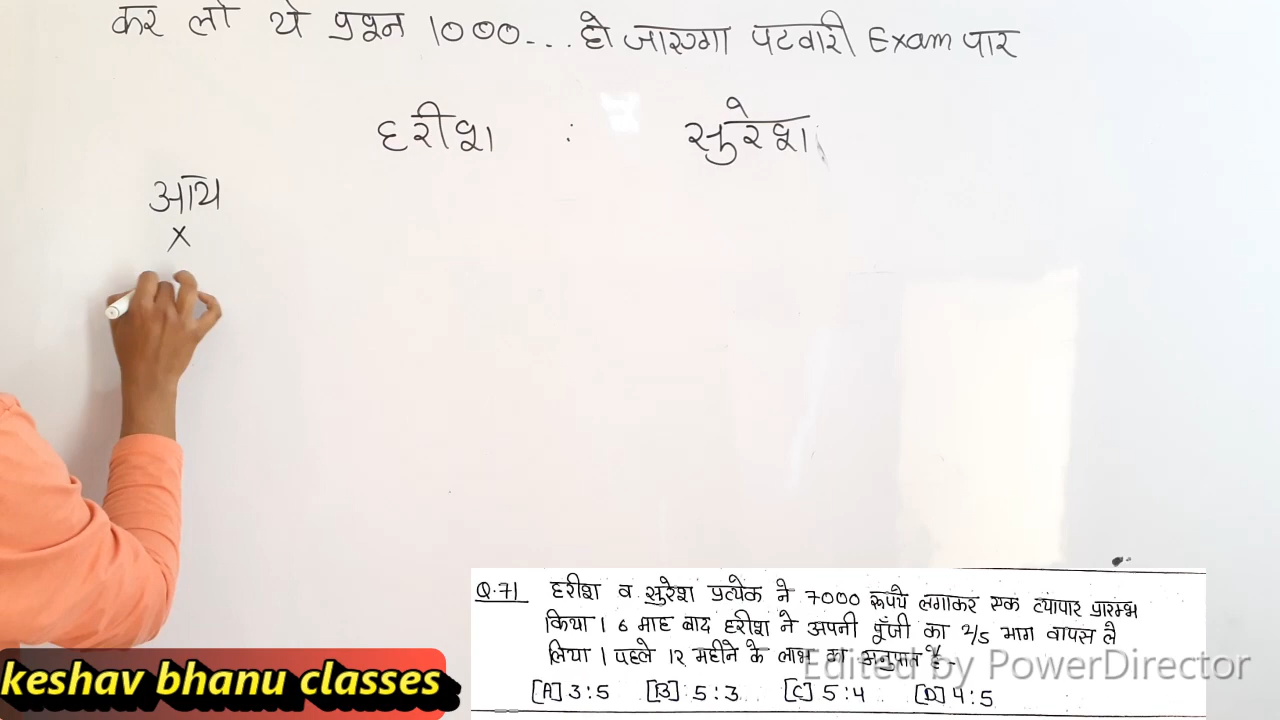 कर लो ये प्रश्न 1000... हो जाएगा पटवारी Exam पार
हरीश : सुरेश
आय
×
Q.71 हरीश व सुरेश प्रत्येक ने 7000 रूपये लगाकर एक व्यापार प्रारम्भ
किया। 6 माह बाद हरीश ने अपनी पूँजी का 2/5 भाग वापस ले
लिया। पहले 12 महीने के लाभ का अनुपात है-
[A] 3:5 [B] 5:3 [C] 5:4 [D] 4:5
Edited by PowerDirector
keshav bhanu classes